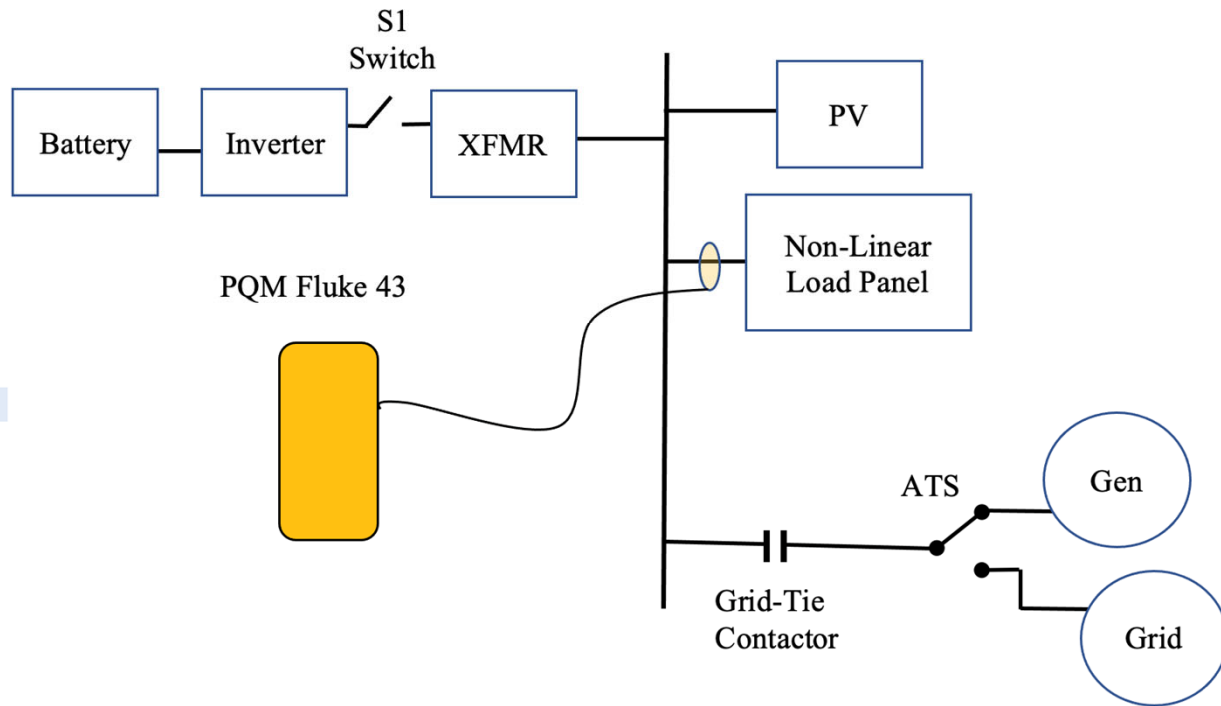 S1
Switch
Battery
Inverter
XFMR
PV
Non-Linear
Load Panel
PQM Fluke 43
ATS
Gen
Grid-Tie
Contactor
Grid